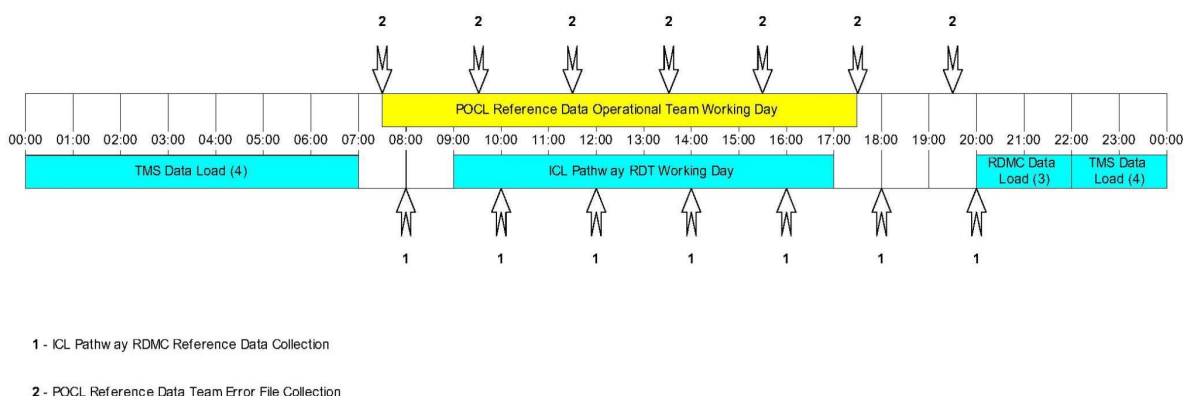 2 2 2 2 2 2 2
POCL Reference Data Operational Team Working Day
00:00 01:00 02:00 03:00 04:00 05:00 06:00 07:00 08:00 09:00 10:00 11:00 12:00 13:00 14:00 15:00 16:00 17:00 18:00 19:00 20:00 21:00 22:00 23:00 00:00
TMS Data Load (4)
ICL Pathway RDT Working Day
RDMC Data
Load (3)
TMS Data
Load (4)
1 1 1 1 1 1 1
1 - ICL Pathway RDMC Reference Data Collection
2 - POCL Reference Data Team Error File Collection